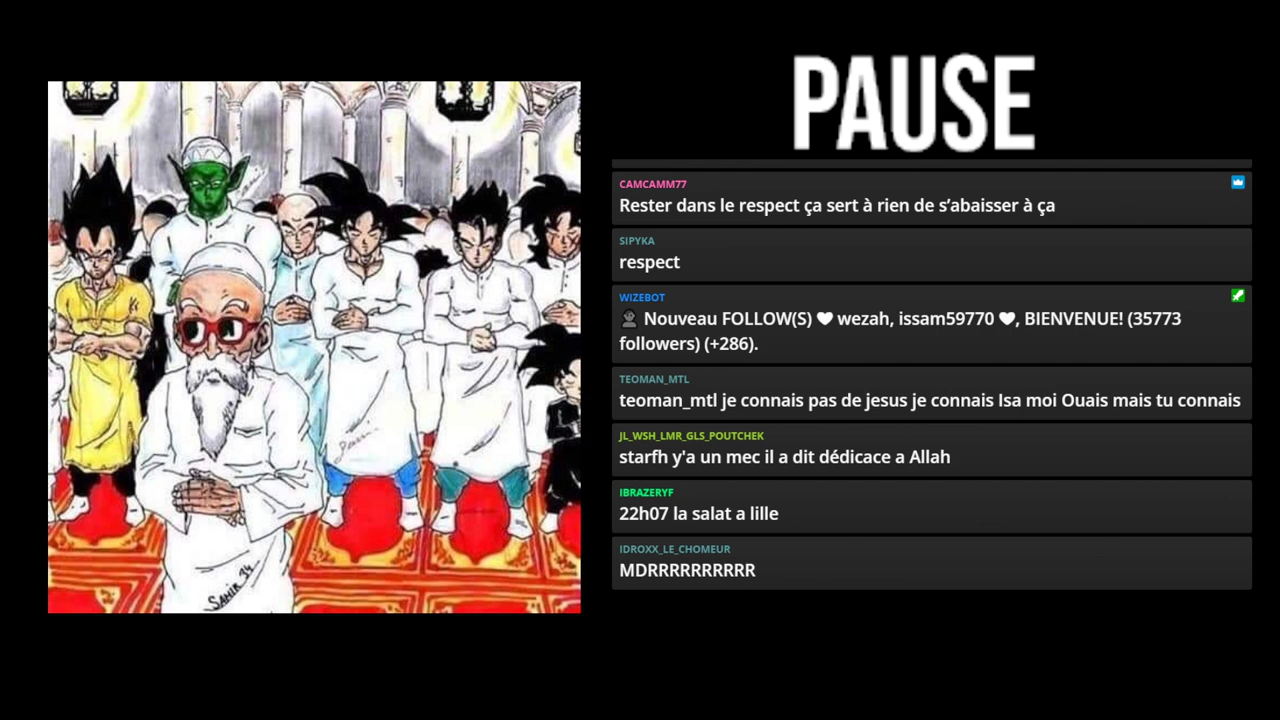 PAUSE
CAMCAMM77
Rester dans le respect ça sert à rien de s’abaisser à ça
SIPYKA
respect
WIZEBOT
Nouveau FOLLOW(S) ♥ wezah, issam59770 ♥, BIENVENUE! (35773
followers) (+286).
TEOMAN_MTL
teoman_mtl je connais pas de jesus je connais Isa moi Ouais mais tu connais
JL_WSH_LMR_GLS_POUTCHEK
starfh y'a un mec il a dit dédicace a Allah
IBRAZERYF
22h07 la salat a lille
IDROXX_LE_CHOMEUR
MDRRRRRRRRRR